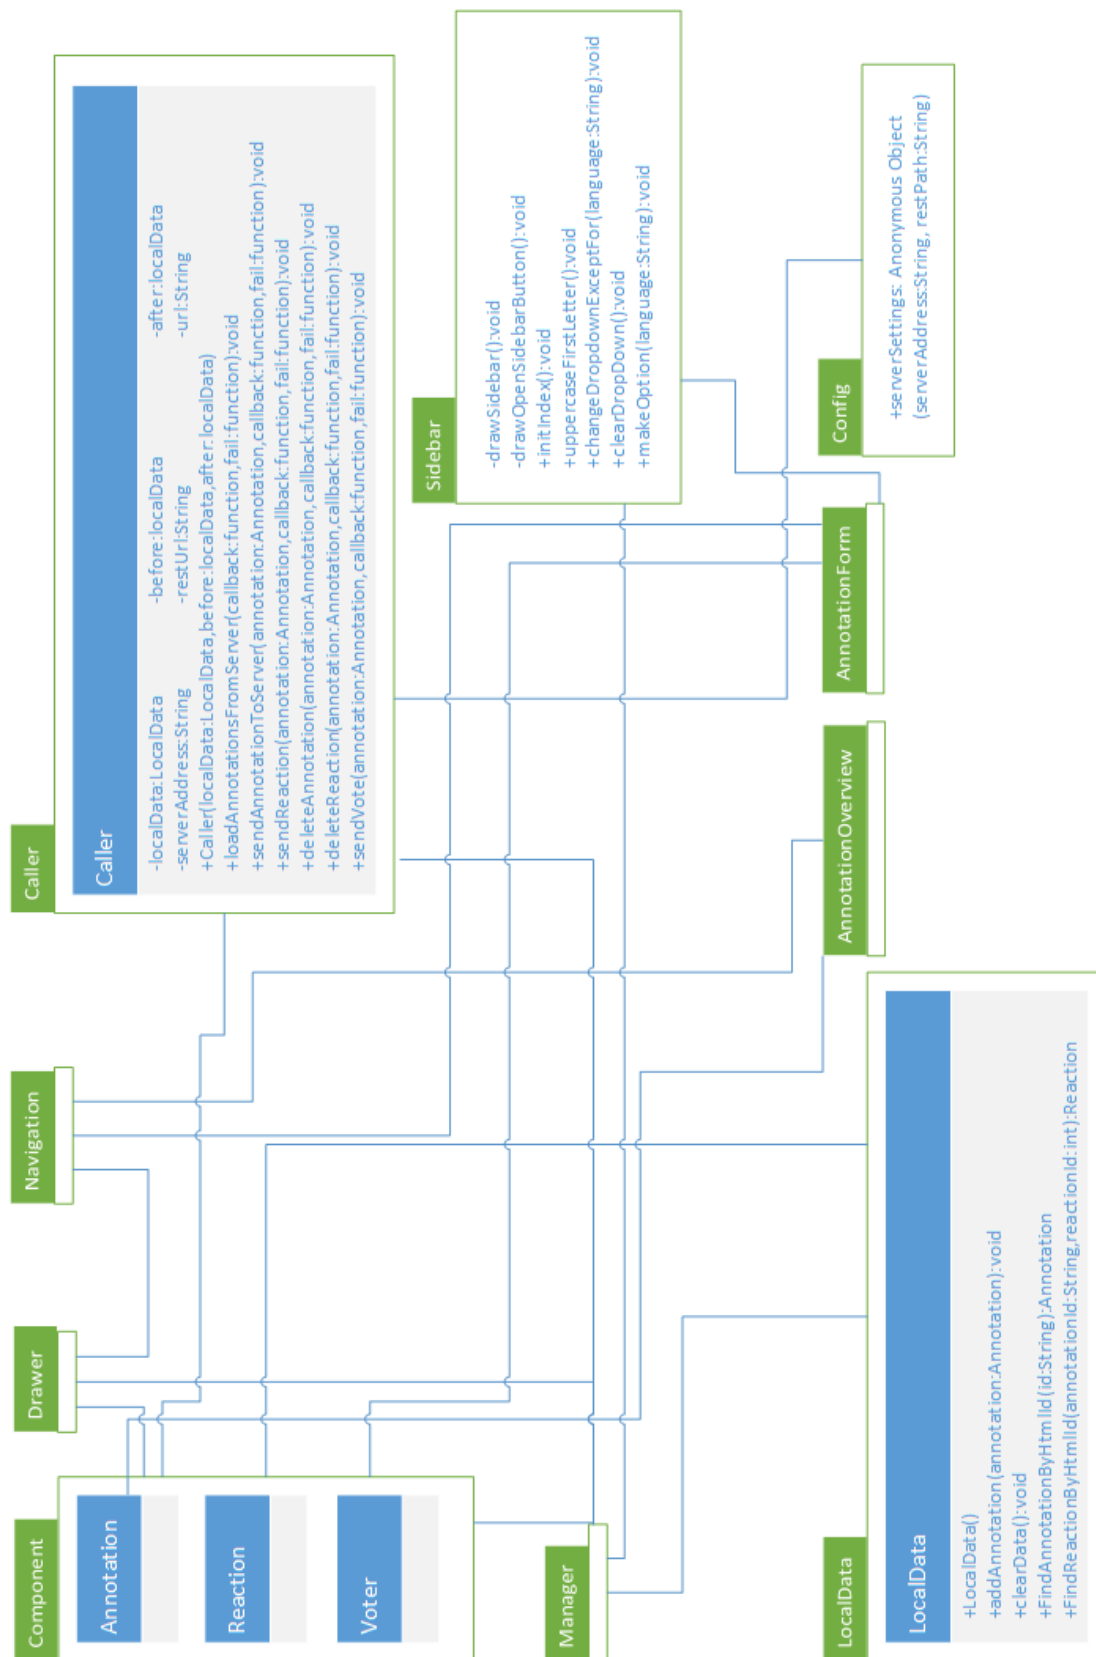 Component
Annotation
Reaction
Voter
Drawer
Navigation
Caller
Caller
-localData:LocalData -before:localData -after:localData
-serverAddress:String -restUrl:String -url:String
+Caller(localData:LocalData,before:localData,after:localData)
+loadAnnotationsFromServer(callback:function,fail:function):void
+sendAnnotationToServer(annotation:Annotation,callback:function,fail:function):void
+sendReaction(annotation:Annotation,callback:function,fail:function):void
+deleteAnnotation(annotation:Annotation,callback:function,fail:function):void
+deleteReaction(annotation:Annotation,callback:function,fail:function):void
+sendVote(annotation:Annotation,callback:function,fail:function):void
Sidebar
-drawSidebar():void
-drawOpenSidebarButton():void
+initIndex():void
+uppercaseFirstLetter():void
+changeDropdownExceptFor(language:String):void
+clearDropDown():void
+makeOption(language:String):void
Manager
LocalData
LocalData
+LocalData()
+addAnnotation(annotation:Annotation):void
+clearData():void
+FindAnnotationByHtmlId(id:String):Annotation
+FindReactionByHtmlId(annotationId:String,reactionId:int):Reaction
AnnotationOverview
AnnotationForm
Config
+serverSettings: Anonymous Object
(serverAddress:String, restPath:String)